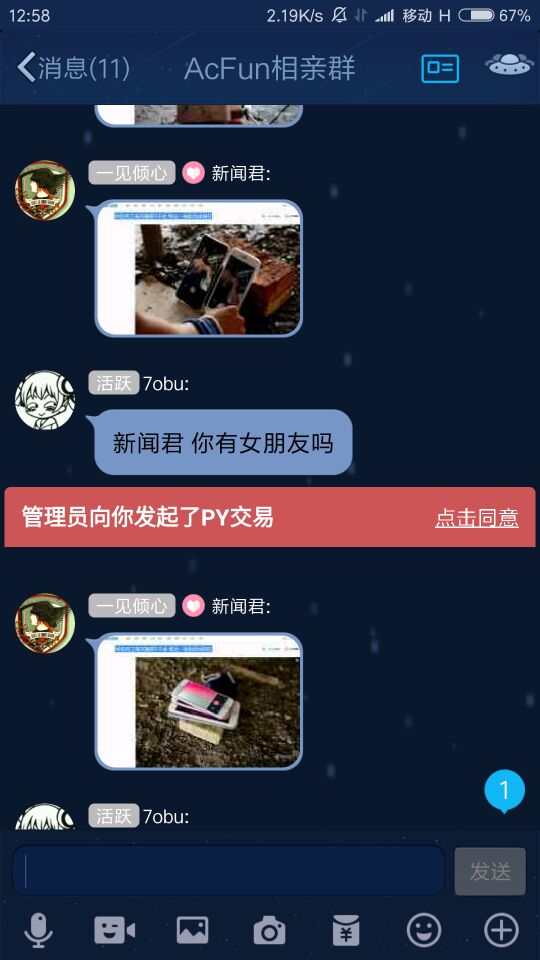 12:58
2.19K/s 移动 H 67%
消息(11)
AcFun相亲群
一见倾心 新闻君:
活跃 7obu:
新闻君 你有女朋友吗
管理员向你发起了PY交易
点击同意
一见倾心 新闻君:
1
活跃 7obu:
发送